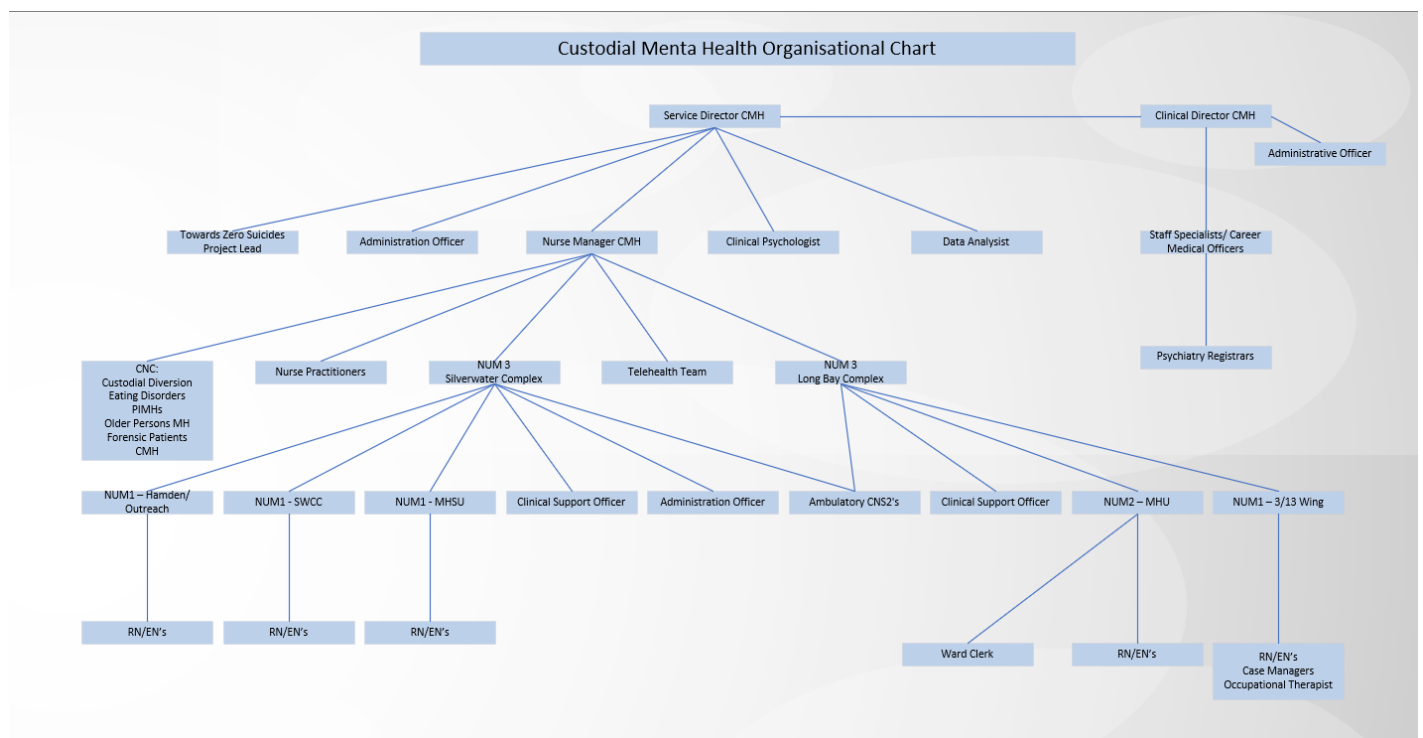 Custodial Menta Health Organisational Chart
Service Director CMH
Clinical Director CMH
Administrative Officer
Towards Zero Suicides
Project Lead
Administration Officer
Nurse Manager CMH
Clinical Psychologist
Data Analysist
Staff Specialists/ Career
Medical Officers
CNC:
Custodial Diversion
Eating Disorders
PIMHs
Older Persons MH
Forensic Patients
CMH
Nurse Practitioners
NUM 3
Silverwater Complex
Telehealth Team
NUM 3
Long Bay Complex
Psychiatry Registrars
NUM1 – Hamden/
Outreach
NUM1 - SWCC
NUM1 - MHSU
Clinical Support Officer
Administration Officer
Ambulatory CNS2's
Clinical Support Officer
NUM2 – MHU
NUM1 – 3/13 Wing
RN/EN's
RN/EN's
RN/EN's
Ward Clerk
RN/EN's
RN/EN's
Case Managers
Occupational Therapist